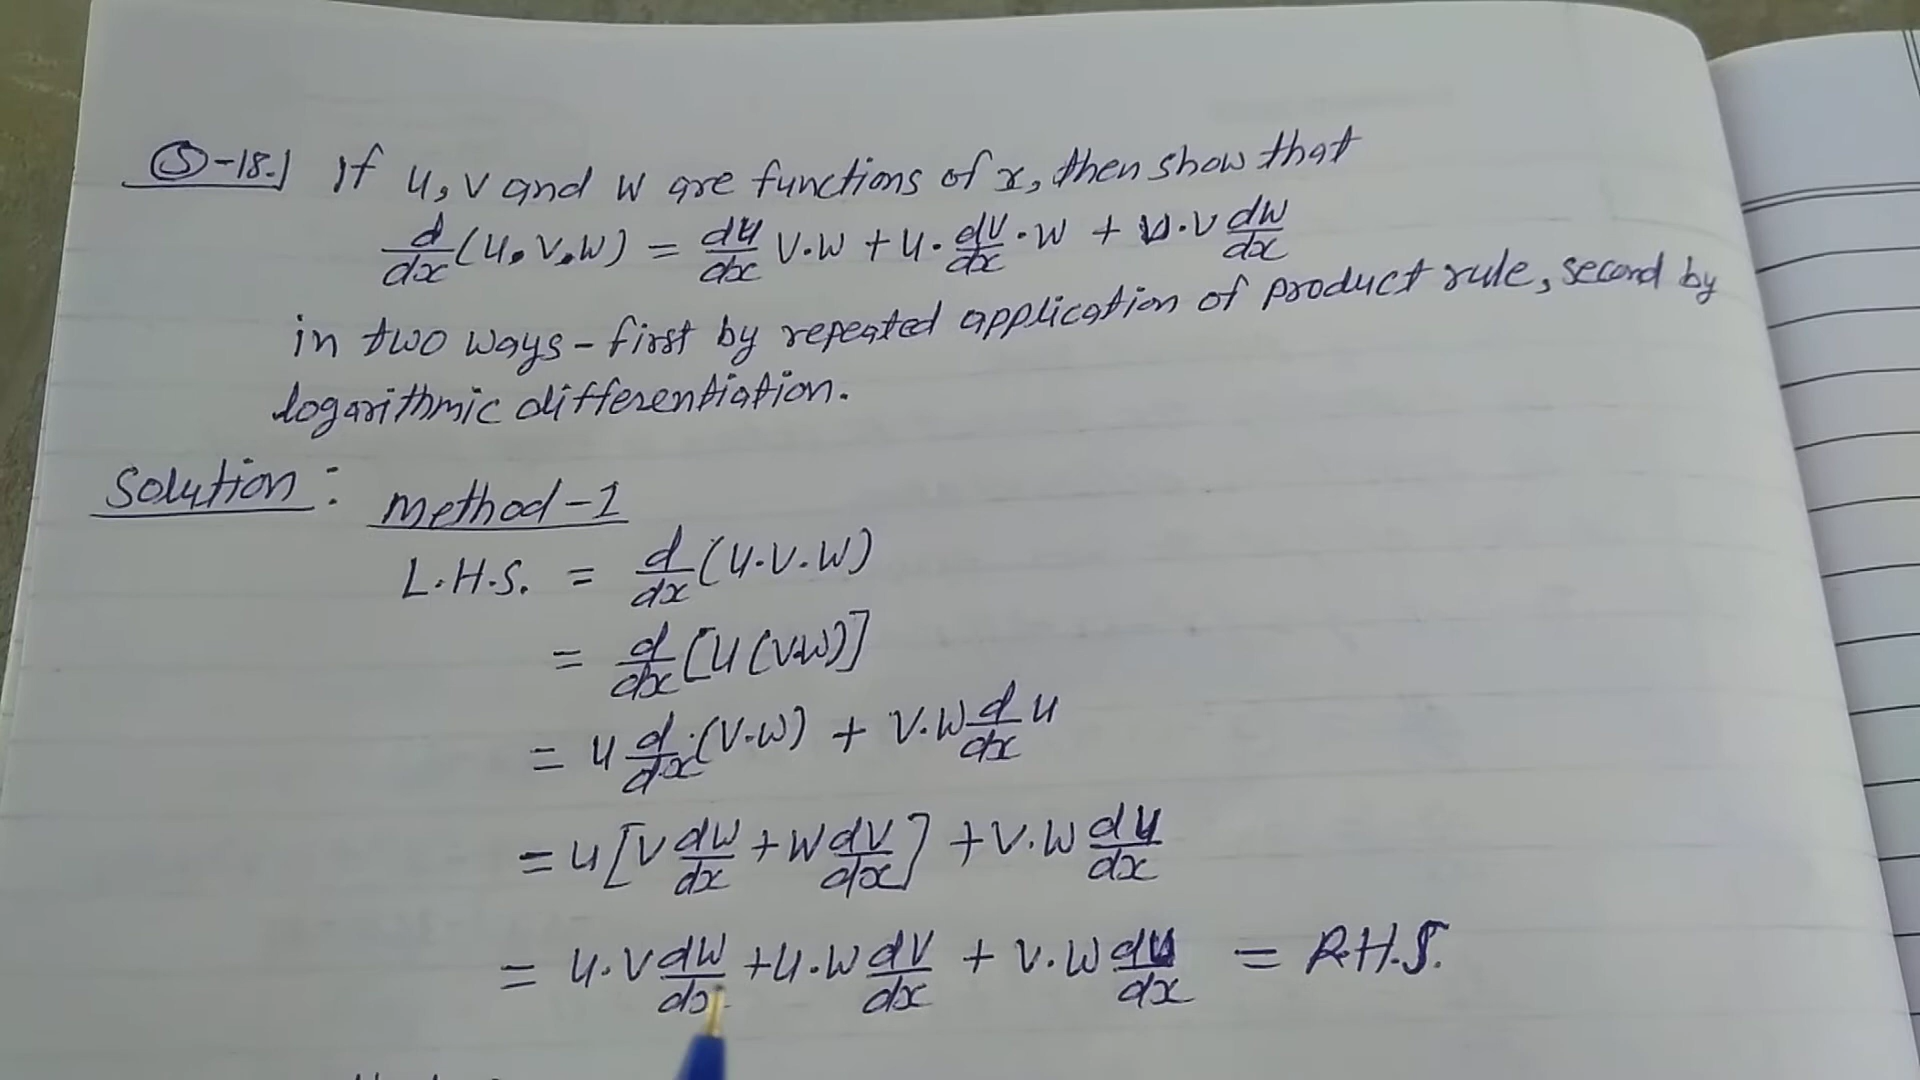 ⑤-18.) If u, v and w are functions of x, then show that
d/dx (u.v.w) = du/dx v.w + u. dv/dx .w + u.v dw/dx
in two ways - first by repeated application of product rule, second by
logarithmic differentiation.
Solution: Method-1
L.H.S. = d/dx (u.v.w)
= d/dx [u (v.w)]
= u d/dx (v.w) + v.w d/dx u
= u [v dw/dx + w dv/dx] + v.w du/dx
= u.v dw/dx + u.w dv/dx + v.w du/dx = R.H.S.